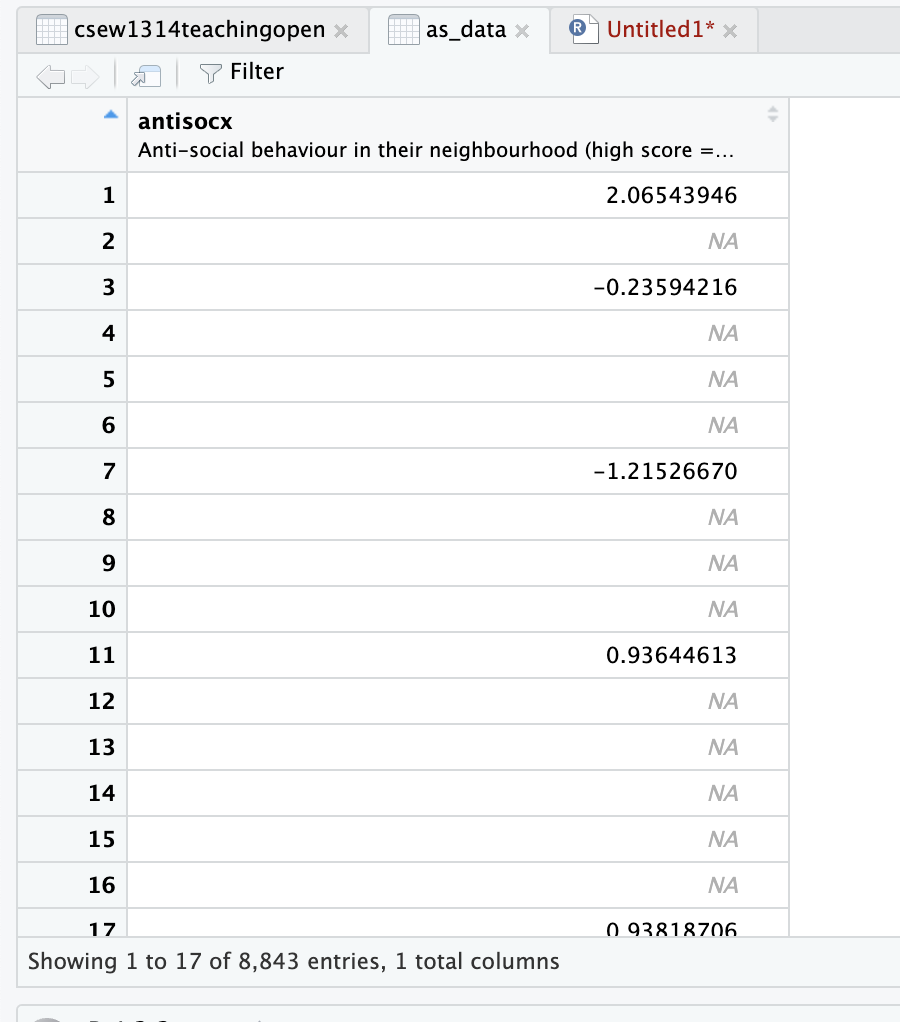 csew1314teachingopen as_data Untitled1*
Filter
antisocx
Anti-social behaviour in their neighbourhood (high score =...
1 2.06543946
2 NA
3 -0.23594216
4 NA
5 NA
6 NA
7 -1.21526670
8 NA
9 NA
10 NA
11 0.93644613
12 NA
13 NA
14 NA
15 NA
16 NA
17 0.93818706
Showing 1 to 17 of 8,843 entries, 1 total columns